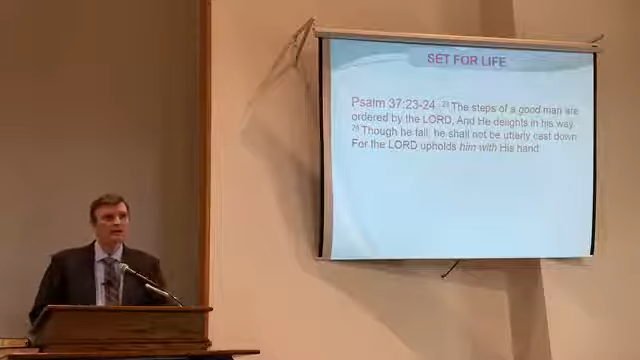 SET FOR LIFE
Psalm 37:23-24 23 The steps of a good man are
ordered by the LORD, And He delights in his way.
24 Though he fall, he shall not be utterly cast down
For the LORD upholds him with His hand